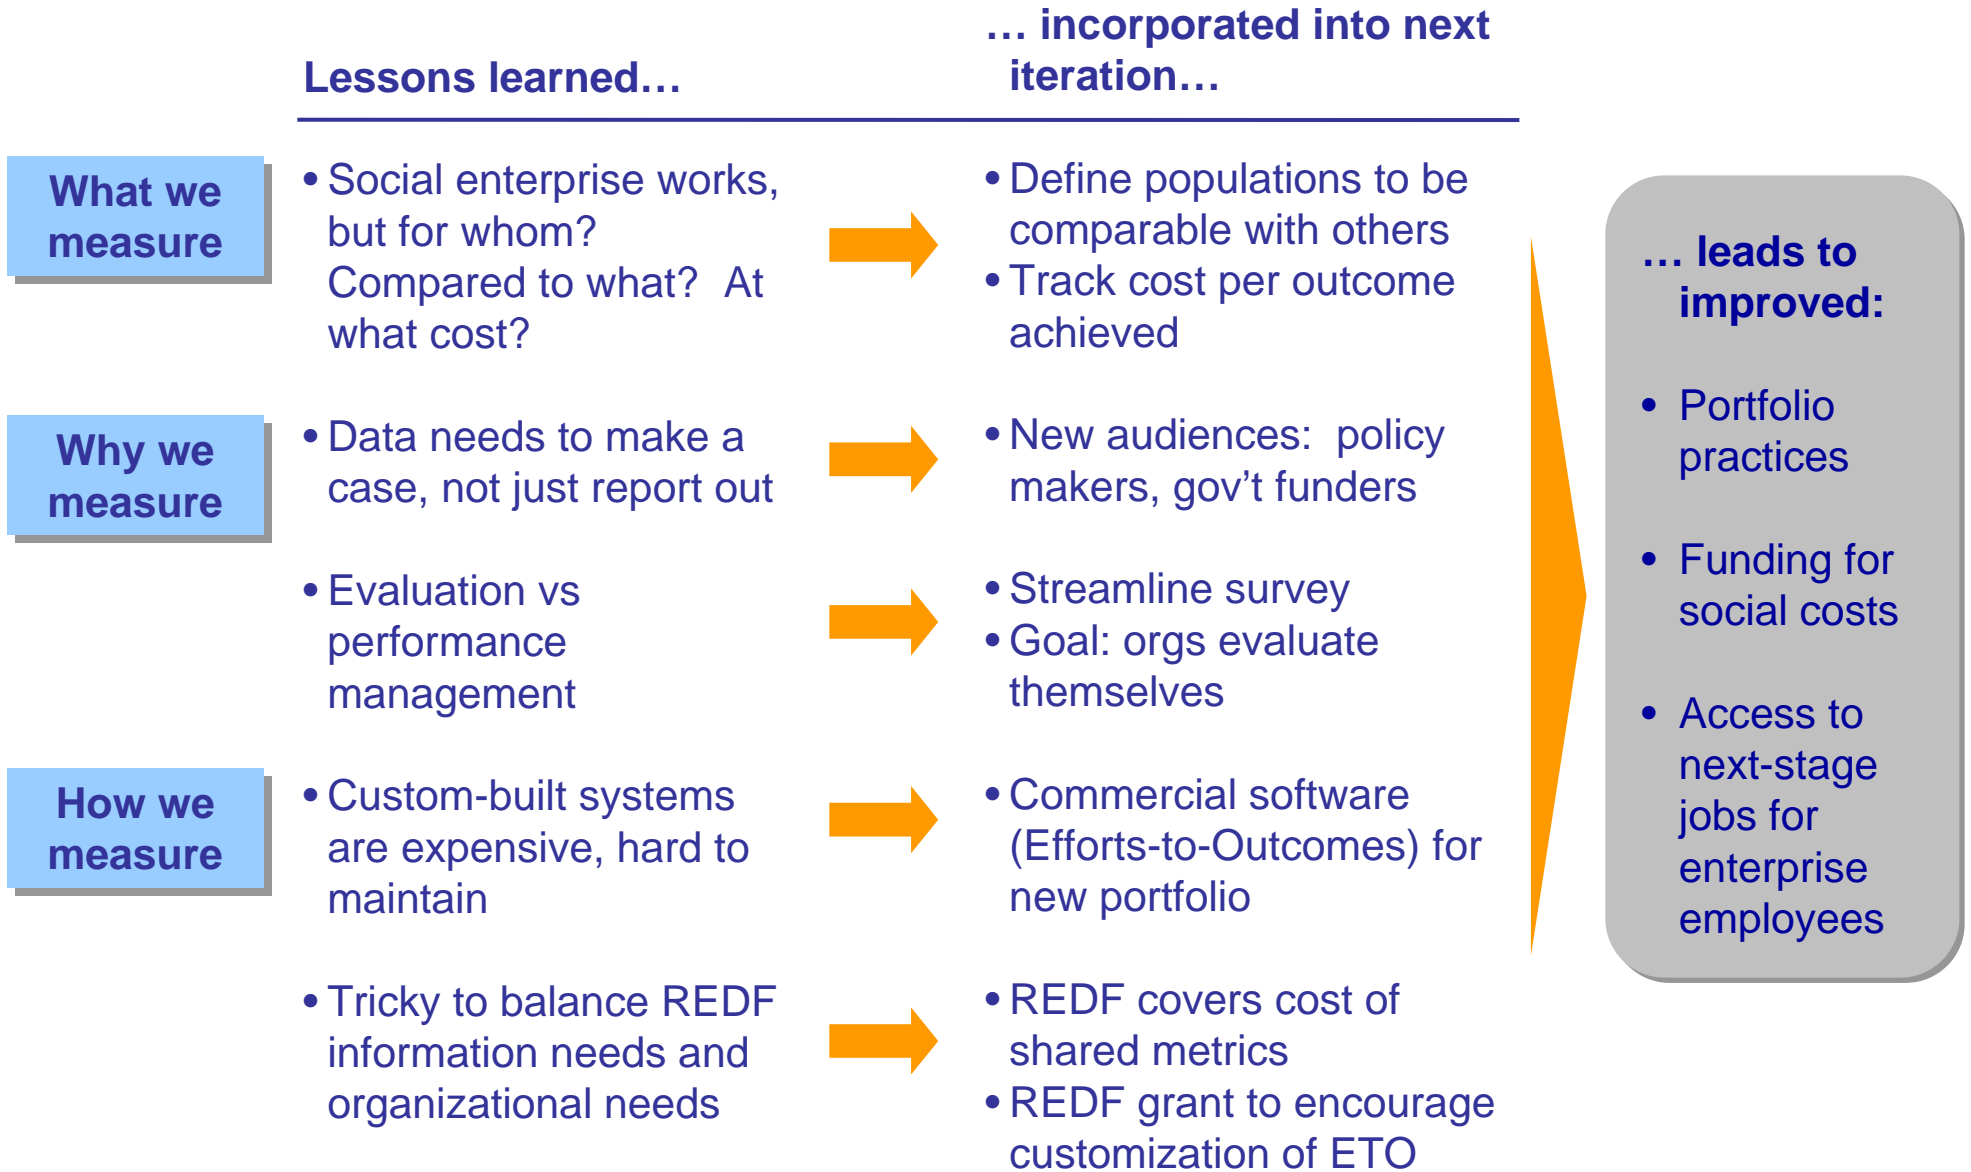 Lessons learned…
… incorporated into next
iteration…
What we
measure
• Social enterprise works,
but for whom?
Compared to what?  At
what cost?
• Define populations to be
comparable with others
• Track cost per outcome
achieved
Why we
measure
• Data needs to make a
case, not just report out
• New audiences:  policy
makers, gov’t funders
• Evaluation vs
performance
management
• Streamline survey
• Goal: orgs evaluate
themselves
How we
measure
• Custom-built systems
are expensive, hard to
maintain
• Commercial software
(Efforts-to-Outcomes) for
new portfolio
• Tricky to balance REDF
information needs and
organizational needs
• REDF covers cost of
shared metrics
• REDF grant to encourage
customization of ETO
… leads to
improved:
• Portfolio
practices
• Funding for
social costs
• Access to
next-stage
jobs for
enterprise
employees